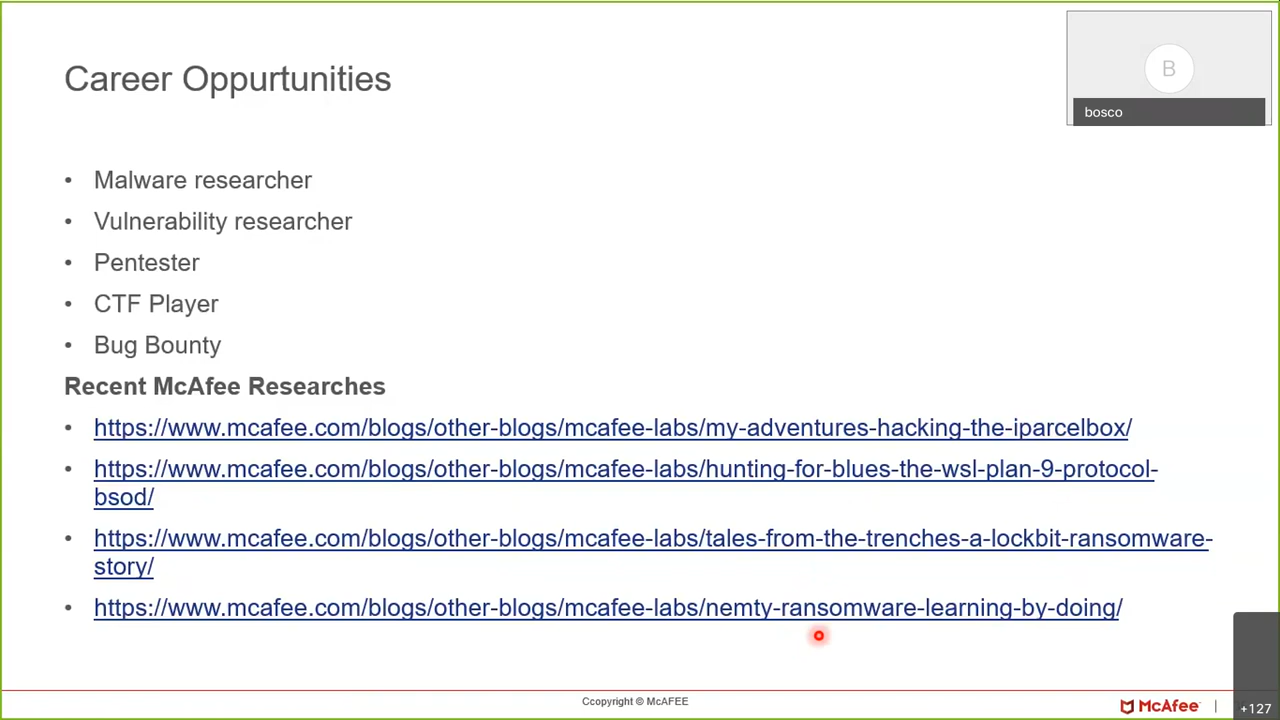 Career Oppurtunities
B
bosco
• Malware researcher
• Vulnerability researcher
• Pentester
• CTF Player
• Bug Bounty
Recent McAfee Researches
• https://www.mcafee.com/blogs/other-blogs/mcafee-labs/my-adventures-hacking-the-iparcelbox/
• https://www.mcafee.com/blogs/other-blogs/mcafee-labs/hunting-for-blues-the-wsl-plan-9-protocol-
bsod/
• https://www.mcafee.com/blogs/other-blogs/mcafee-labs/tales-from-the-trenches-a-lockbit-ransomware-
story/
• https://www.mcafee.com/blogs/other-blogs/mcafee-labs/nemty-ransomware-learning-by-doing/
Ccopyright © McAFEE
McAfee |
+127